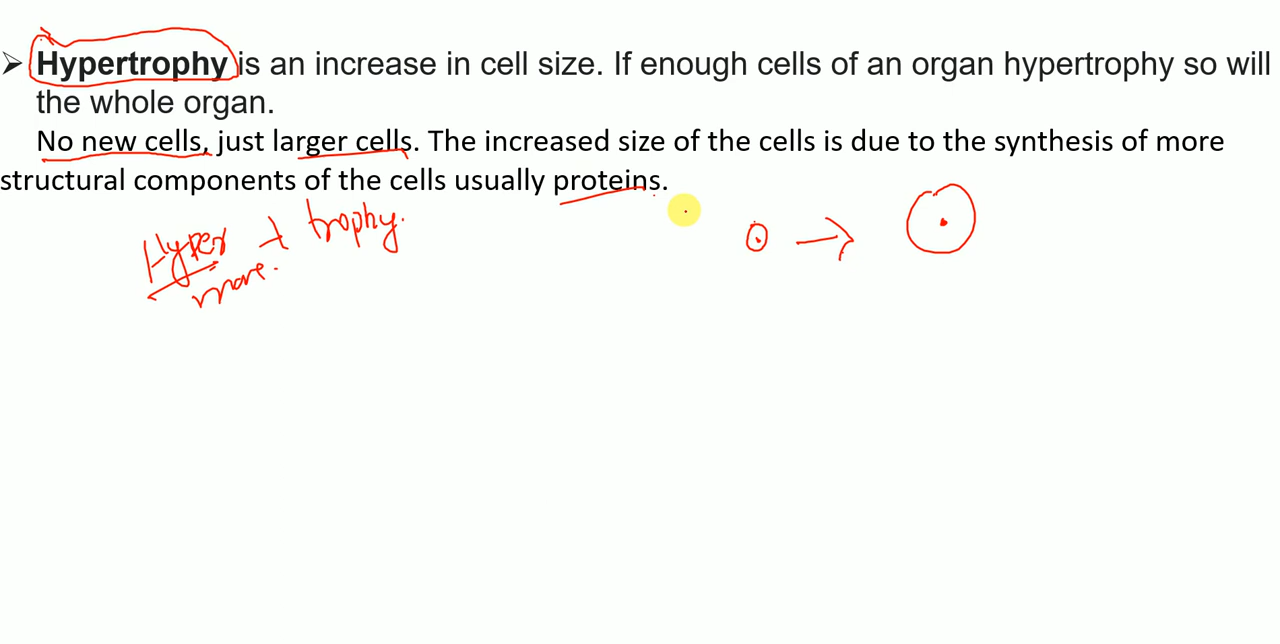 ➤ Hypertrophy is an increase in cell size. If enough cells of an organ hypertrophy so will
the whole organ.
No new cells, just larger cells. The increased size of the cells is due to the synthesis of more
structural components of the cells usually proteins.
Hyper + trophy.
more.